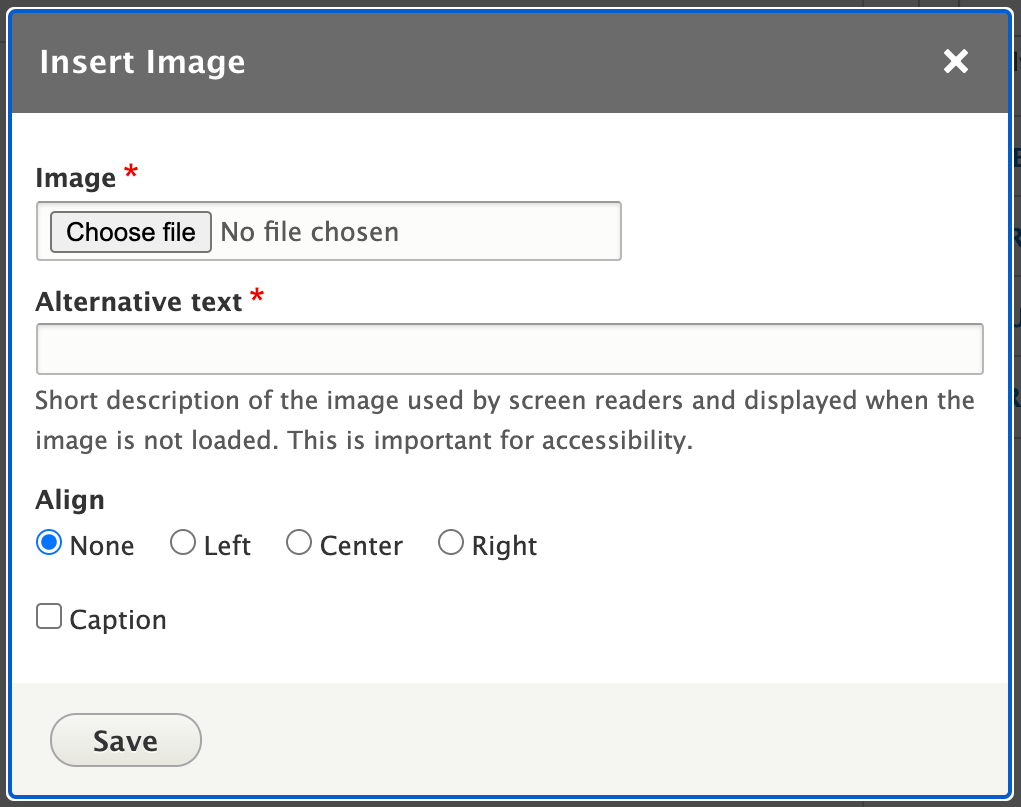 Insert Image
Image *
Choose file No file chosen
Alternative text *
Short description of the image used by screen readers and displayed when the
image is not loaded. This is important for accessibility.
Align
None Left Center Right
Caption
Save